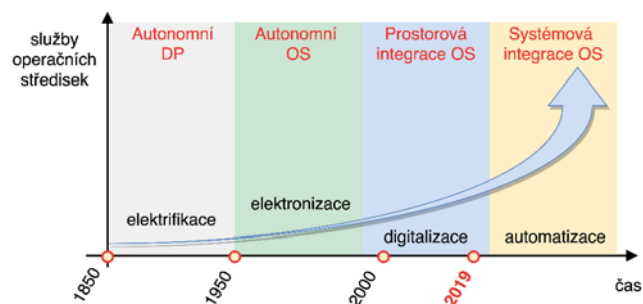 služby
operačních
středisek
Autonomní
DP
Autonomní
OS
Prostorová
integrace OS
Systémová
integrace OS
elektrifikace
elektronizace
digitalizace
automatizace
1850
1950
2000
2019
čas